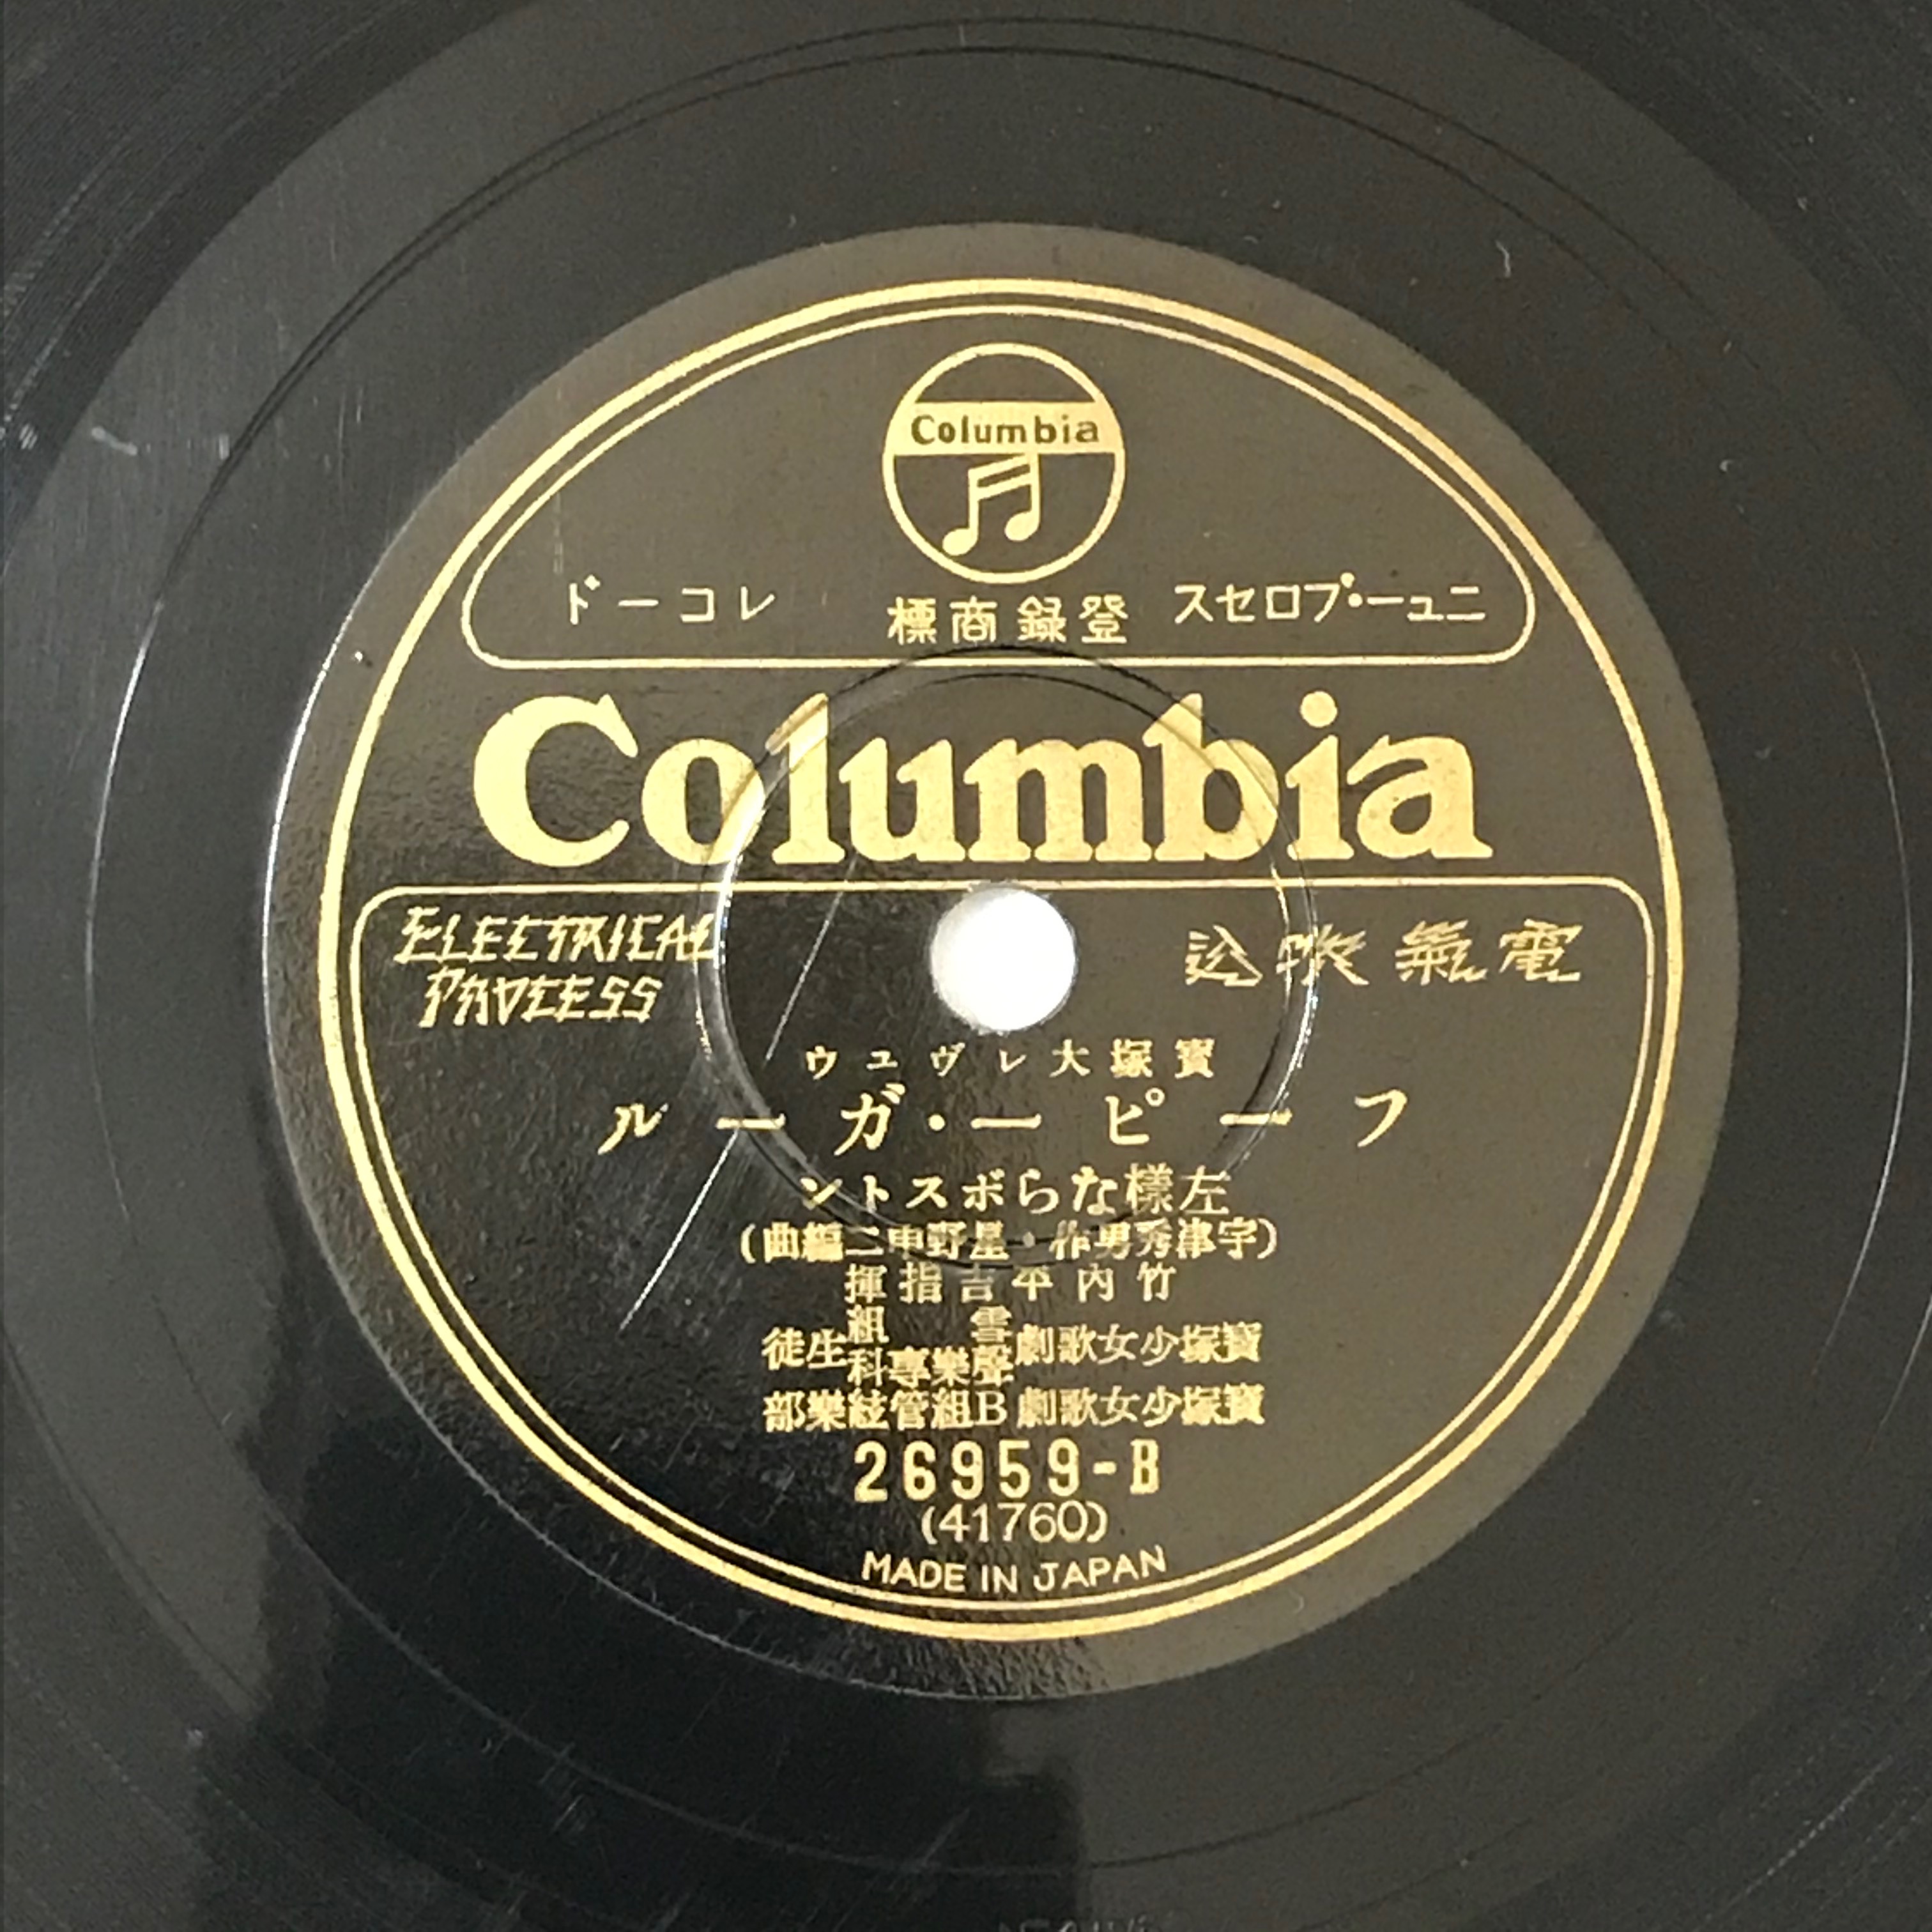 Columbia
ニュー・プロセス 登録商標 レコード
Columbia
ELECTRICAL
PROCESS
電氣吹込
寶塚大レヴユウ
フーピー・ガール
左樣ならボストン
(宇津秀男作・星野申二編曲)
竹内平吉指揮
寶塚少女歌劇雪組聲樂專科生徒
寶塚少女歌劇B組管絃樂部
26959-B
(41760)
MADE IN JAPAN